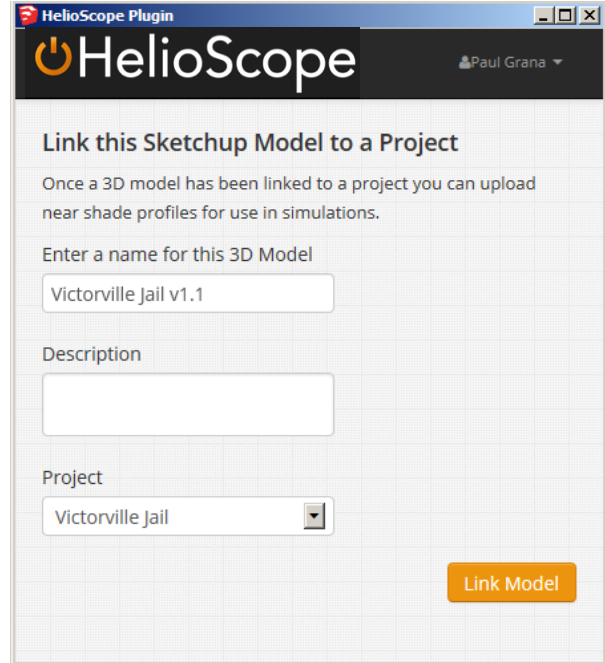 HelioScope Plugin
HelioScope
Paul Grana
Link this Sketchup Model to a Project
Once a 3D model has been linked to a project you can upload
near shade profiles for use in simulations.
Enter a name for this 3D Model
Victorville Jail v1.1
Description
Project
Victorville Jail
Link Model